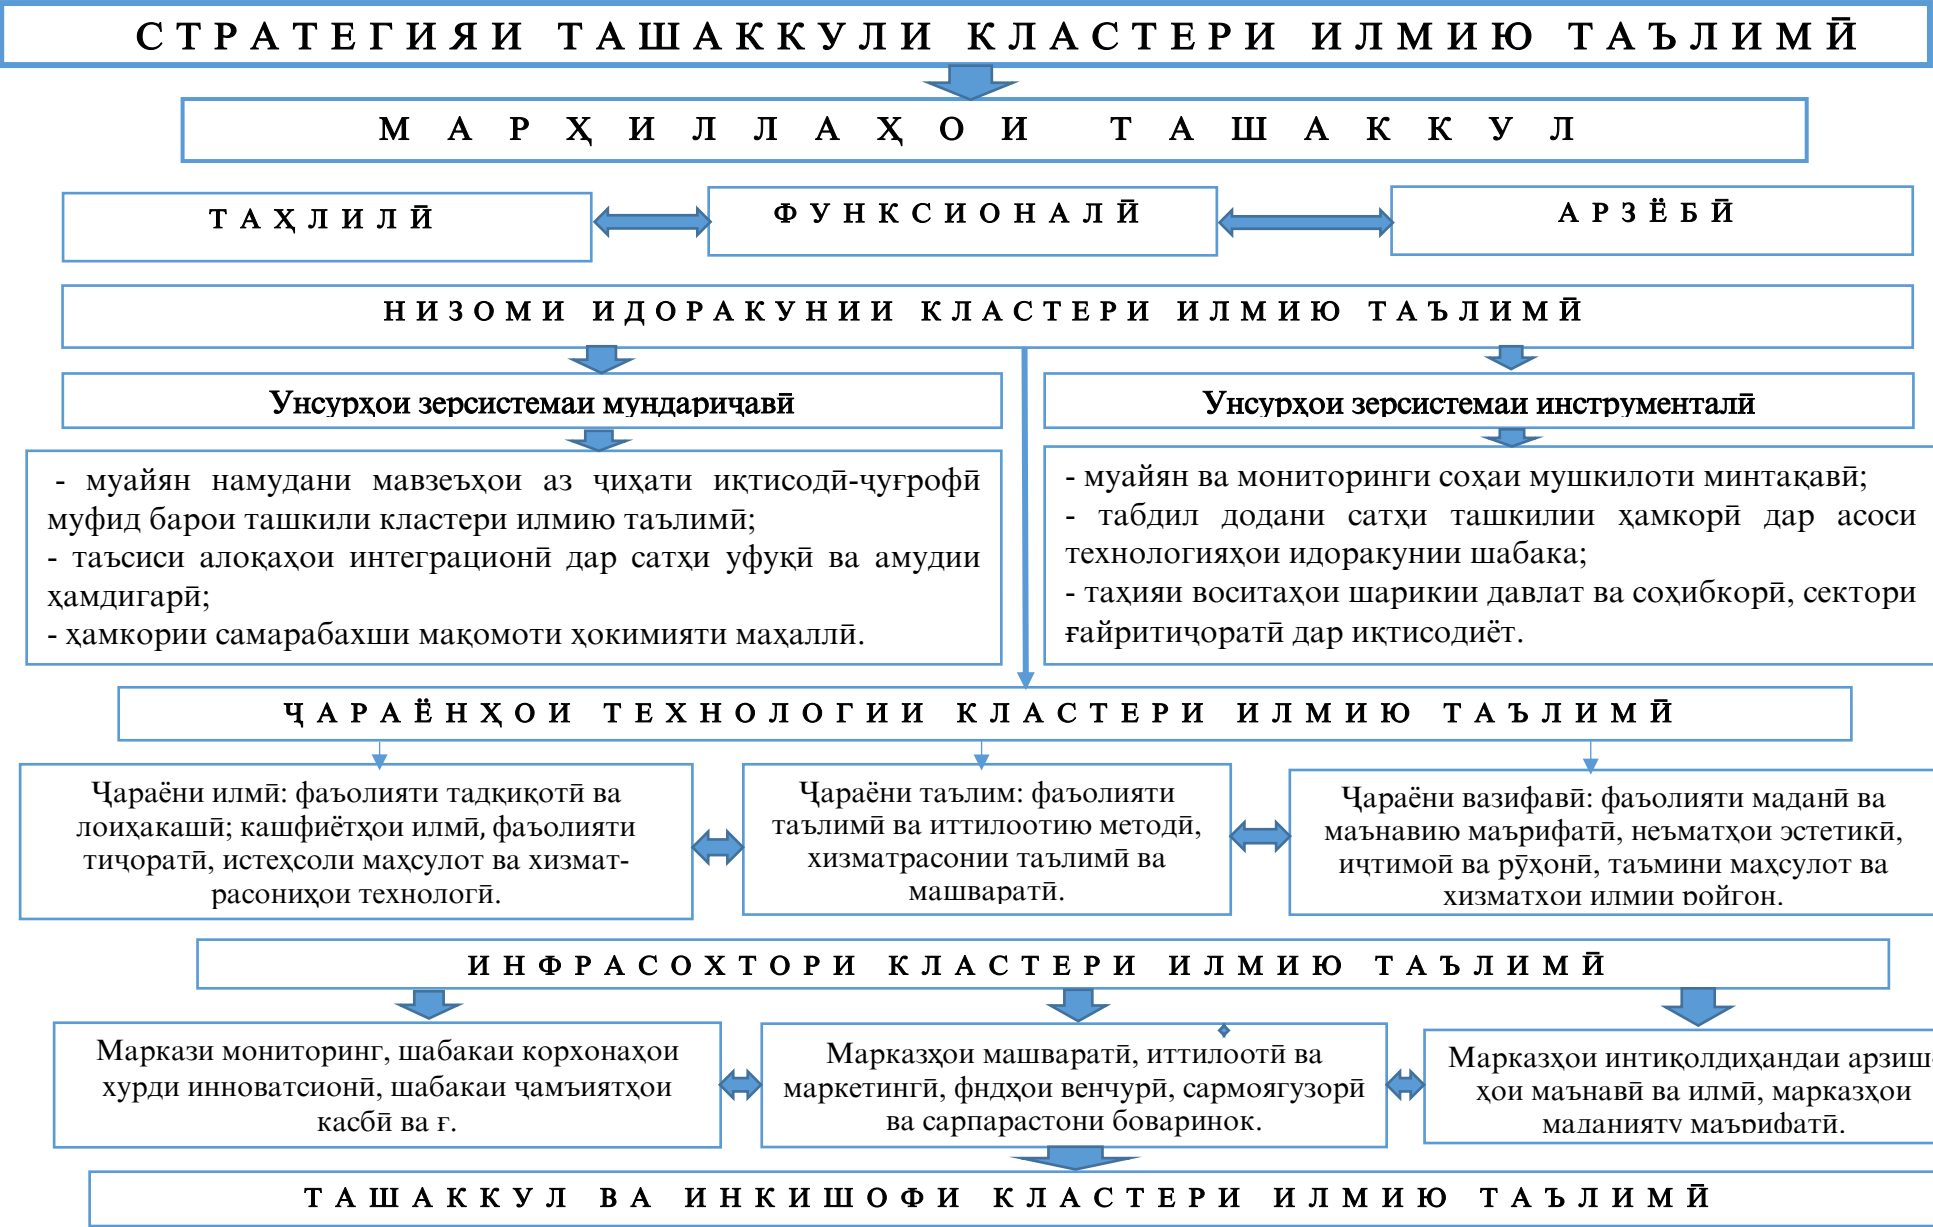 СТРАТЕГИЯИ ТАШАККУЛИ КЛАСТЕРИ ИЛМИЮ ТАЪЛИМӢ
МАРҲИЛЛАҲОИ ТАШАККУЛ
ТАҲЛИЛӢ
ФУНКСИОНАЛӢ
АРЗЁБӢ
НИЗОМИ ИДОРАКУНИИ КЛАСТЕРИ ИЛМИЮ ТАЪЛИМӢ
Унсурҳои зерсистемаи мундариҷавӣ
Унсурҳои зерсистемаи инструменталӣ
- муайян намудани мавзеъҳои аз ҷиҳати иқтисодӣ-ҷуғрофӣ
муфид барои ташкили кластери илмию таълимӣ;
- таъсиси алоқаҳои интеграционӣ дар сатҳи уфуқӣ ва амудии
ҳамдигарӣ;
- ҳамкории самарабахши мақомоти ҳокимияти маҳаллӣ.
- муайян ва мониторинги соҳаи мушкилоти минтақавӣ;
- табдил додани сатҳи ташкилии ҳамкорӣ дар асоси
технологияҳои идоракунии шабака;
- таҳияи воситаҳои шарикии давлат ва соҳибкорӣ, сектори
ғайритиҷоратӣ дар иқтисодиёт.
ҶАРАЁНҲОИ ТЕХНОЛОГИИ КЛАСТЕРИ ИЛМИЮ ТАЪЛИМӢ
Ҷараёни илмӣ: фаъолияти тадқиқотӣ ва
лоиҳакашӣ; кашфиётҳои илмӣ, фаъолияти
тиҷоратӣ, истеҳсоли маҳсулот ва хизмат-
расониҳои технологӣ.
Ҷараёни таълим: фаъолияти
таълимӣ ва иттилоотию методӣ,
хизматрасонии таълимӣ ва
машваратӣ.
Ҷараёни вазифавӣ: фаъолияти маданӣ ва
маънавию маърифатӣ, неъматҳои эстетикӣ,
иҷтимоӣ ва рӯҳонӣ, таъмини маҳсулот ва
хизматҳои илмии ройгон.
ИНФРАСОХТОРИ КЛАСТЕРИ ИЛМИЮ ТАЪЛИМӢ
Маркази мониторинг, шабакаи корхонаҳои
хурди инноватсионӣ, шабакаи ҷамъиятҳои
касбӣ ва ғ.
Марказҳои машваратӣ, иттилоотӣ ва
маркетингӣ, фндҳои венчурӣ, сармоягузорӣ
ва сарпарастони боваринок.
Марказҳои интиқолдиҳандаи арзиш-
ҳои маънавӣ ва илмӣ, марказҳои
маданияту маърифатӣ.
ТАШАККУЛ ВА ИНКИШОФИ КЛАСТЕРИ ИЛМИЮ ТАЪЛИМӢ